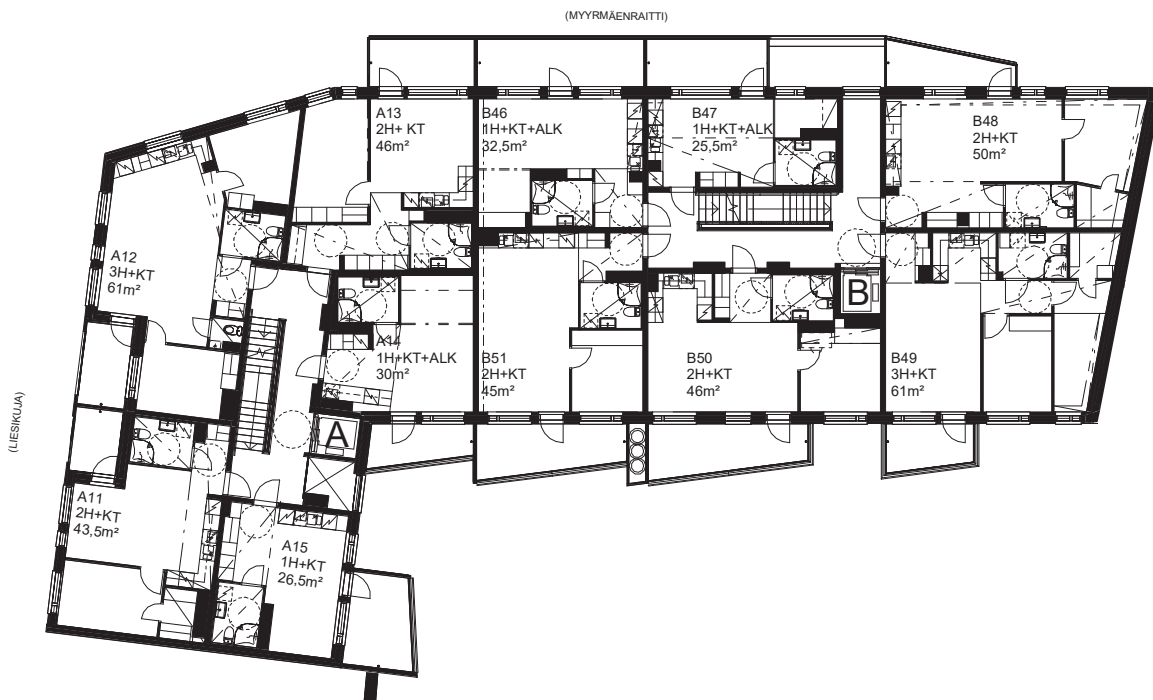 (MYYRMÄENRAITTI)
A13
2H+ KT
46m²
B46
1H+KT+ALK
32,5m²
B47
1H+KT+ALK
25,5m²
B48
2H+KT
50m²
A12
3H+KT
61m²
A14
1H+KT+ALK
30m²
B51
2H+KT
45m²
B50
2H+KT
46m²
B
B49
3H+KT
61m²
(LIESIKUJA)
A
A11
2H+KT
43,5m²
A15
1H+KT
26,5m²